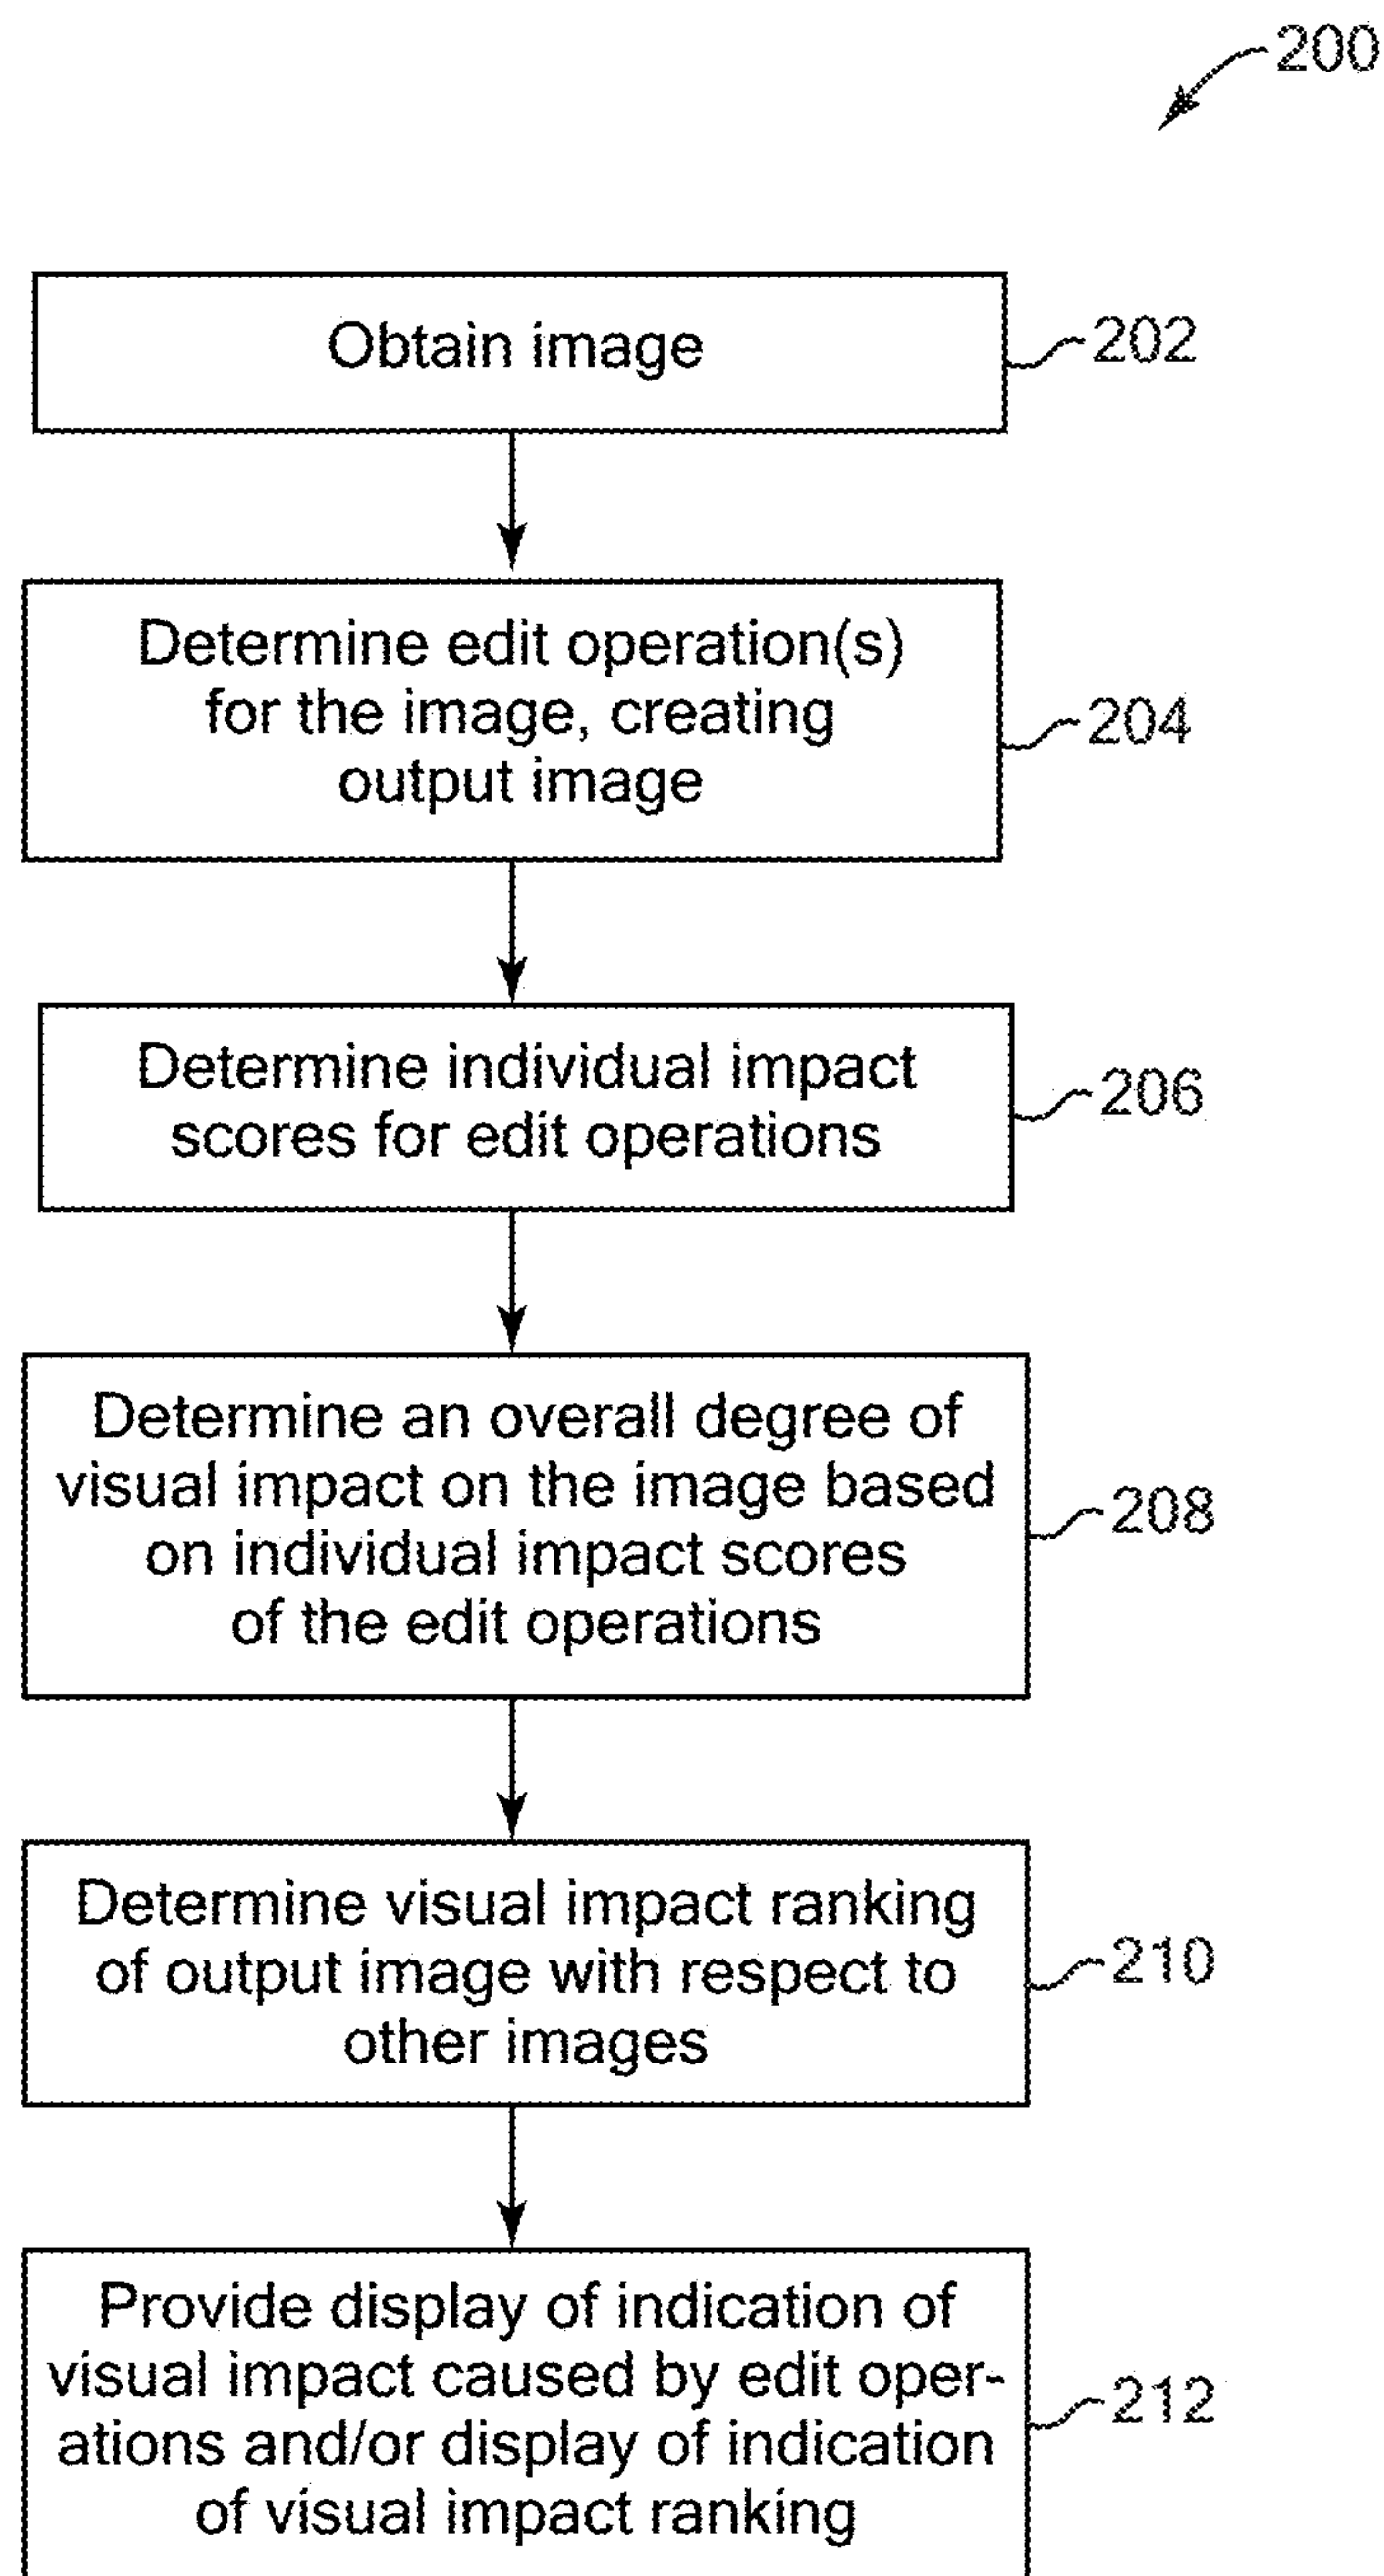 200
Obtain image
202
Determine edit operation(s)
for the image, creating
output image
204
Determine individual impact
scores for edit operations
206
Determine an overall degree of
visual impact on the image based
on individual impact scores
of the edit operations
208
Determine visual impact ranking
of output image with respect to
other images
210
Provide display of indication of
visual impact caused by edit oper-
ations and/or display of indication
of visual impact ranking
212